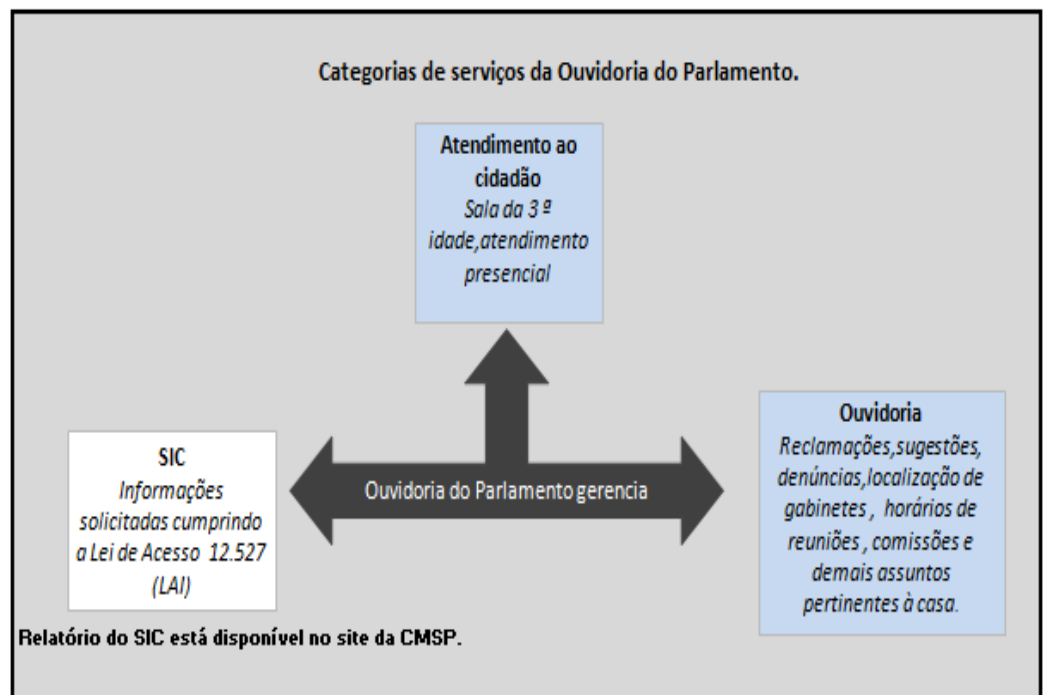 Categorias de serviços da Ouvidoria do Parlamento.
Atendimento ao
cidadão
Sala da 3 ª
idade,atendimento
presencial
SIC
Informações
solicitadas cumprindo
a Lei de Acesso 12.527
(LAI)
Ouvidoria do Parlamento gerencia
Ouvidoria
Reclamações,sugestões,
denúncias,localização de
gabinetes , horários de
reuniões , comissões e
demais assuntos
pertinentes à casa.
Relatório do SIC está disponível no site da CMSP.